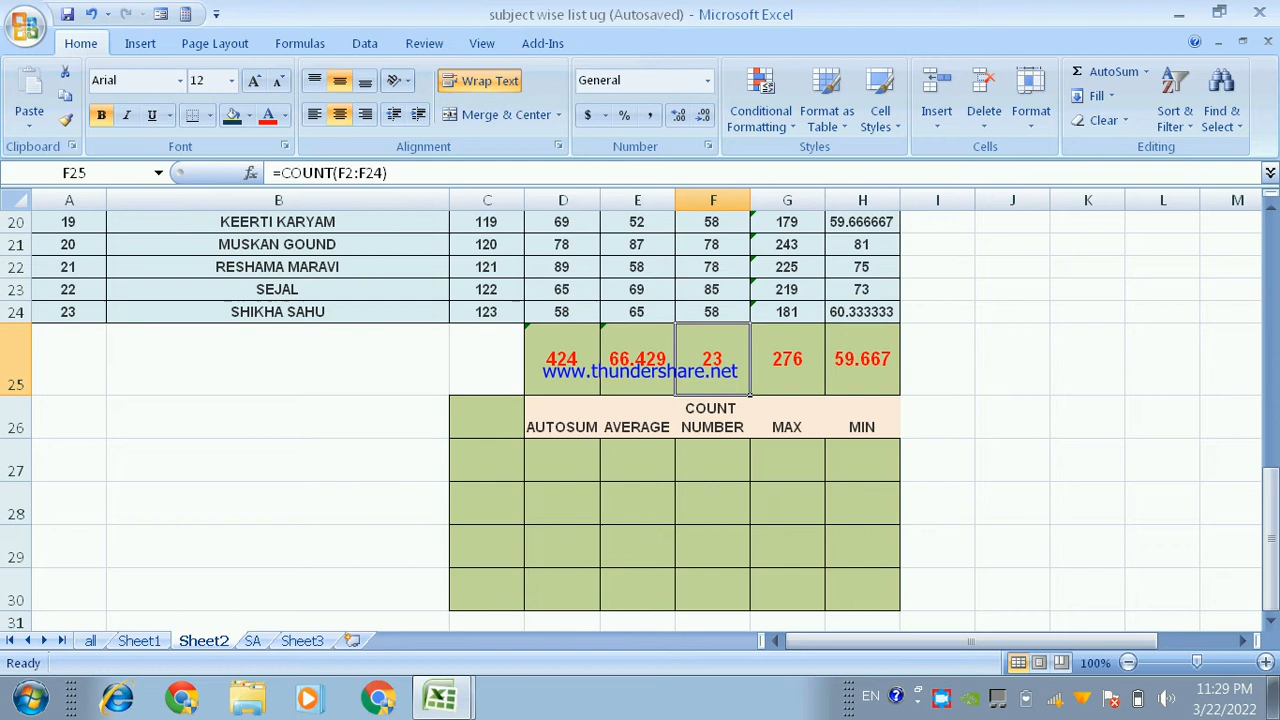 subject wise list ug (Autosaved) - Microsoft Excel
Home Insert Page Layout Formulas Data Review View Add-Ins
Paste
Clipboard
Arial 12
B I U A
Font
Wrap Text
Merge & Center
Alignment
General
$ % ,
Number
Conditional Formatting
Format as Table
Cell Styles
Styles
Insert Delete Format
Cells
Σ AutoSum
Fill
Clear
Sort & Filter
Find & Select
Editing
F25 fx =COUNT(F2:F24)
A B C D E F G H I J K L M
20 19 KEERTI KARYAM 119 69 52 58 179 59.666667
21 20 MUSKAN GOUND 120 78 87 78 243 81
22 21 RESHAMA MARAVI 121 89 58 78 225 75
23 22 SEJAL 122 65 69 85 219 73
24 23 SHIKHA SAHU 123 58 65 58 181 60.333333
25 424 66.429 23 276 59.667
www.thundershare.net
26 AUTOSUM AVERAGE COUNT NUMBER MAX MIN
27
28
29
30
31
all Sheet1 Sheet2 SA Sheet3
Ready 100%
EN 11:29 PM
3/22/2022